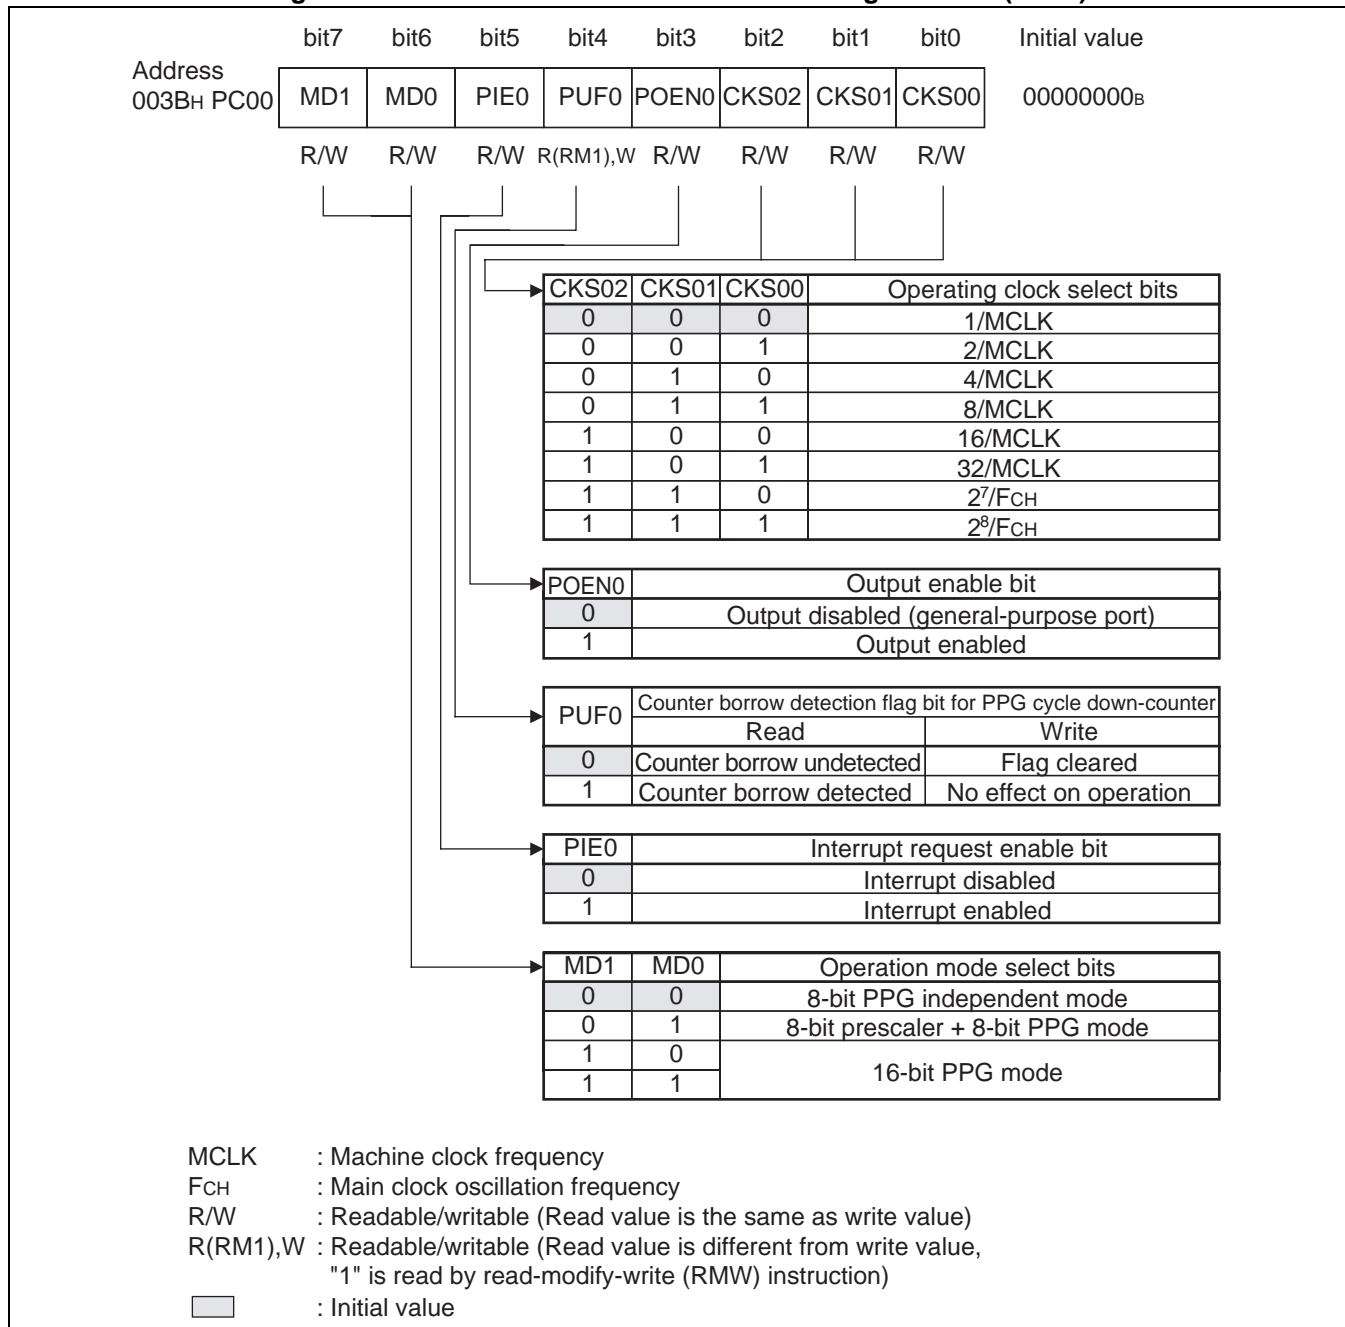 bit7 bit6 bit5 bit4 bit3 bit2 bit1 bit0 Initial value
Address
003BH PC00 MD1 MD0 PIE0 PUF0 POEN0 CKS02 CKS01 CKS00 00000000B
R/W R/W R/W R(RM1),W R/W R/W R/W R/W
CKS02 CKS01 CKS00 Operating clock select bits
0 0 0 1/MCLK
0 0 1 2/MCLK
0 1 0 4/MCLK
0 1 1 8/MCLK
1 0 0 16/MCLK
1 0 1 32/MCLK
1 1 0 2⁷/FCH
1 1 1 2⁸/FCH
POEN0 Output enable bit
0 Output disabled (general-purpose port)
1 Output enabled
PUF0 Counter borrow detection flag bit for PPG cycle down-counter
Read Write
0 Counter borrow undetected Flag cleared
1 Counter borrow detected No effect on operation
PIE0 Interrupt request enable bit
0 Interrupt disabled
1 Interrupt enabled
MD1 MD0 Operation mode select bits
0 0 8-bit PPG independent mode
0 1 8-bit prescaler + 8-bit PPG mode
1 0 16-bit PPG mode
1 1
MCLK : Machine clock frequency
FCH : Main clock oscillation frequency
R/W : Readable/writable (Read value is the same as write value)
R(RM1),W : Readable/writable (Read value is different from write value,
"1" is read by read-modify-write (RMW) instruction)
: Initial value